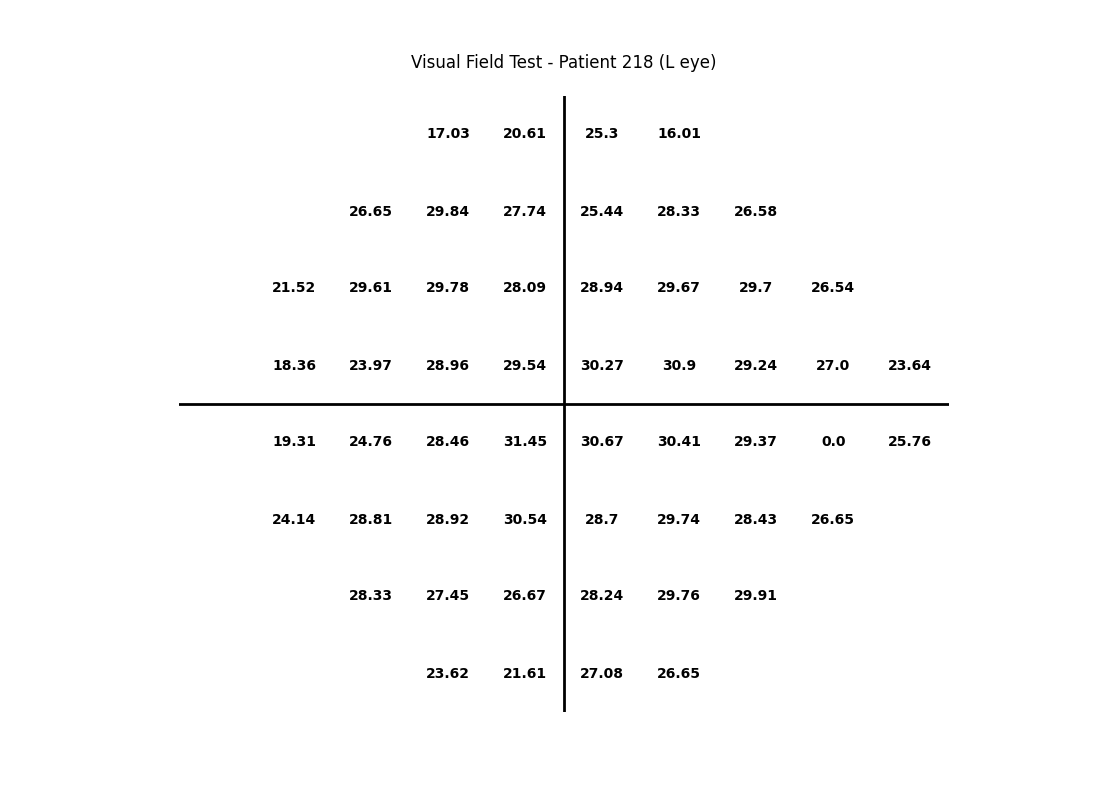 Visual Field Test - Patient 218 (L eye)
17.03 20.61 25.3 16.01
26.65 29.84 27.74 25.44 28.33 26.58
21.52 29.61 29.78 28.09 28.94 29.67 29.7 26.54
18.36 23.97 28.96 29.54 30.27 30.9 29.24 27.0 23.64
19.31 24.76 28.46 31.45 30.67 30.41 29.37 0.0 25.76
24.14 28.81 28.92 30.54 28.7 29.74 28.43 26.65
28.33 27.45 26.67 28.24 29.76 29.91
23.62 21.61 27.08 26.65